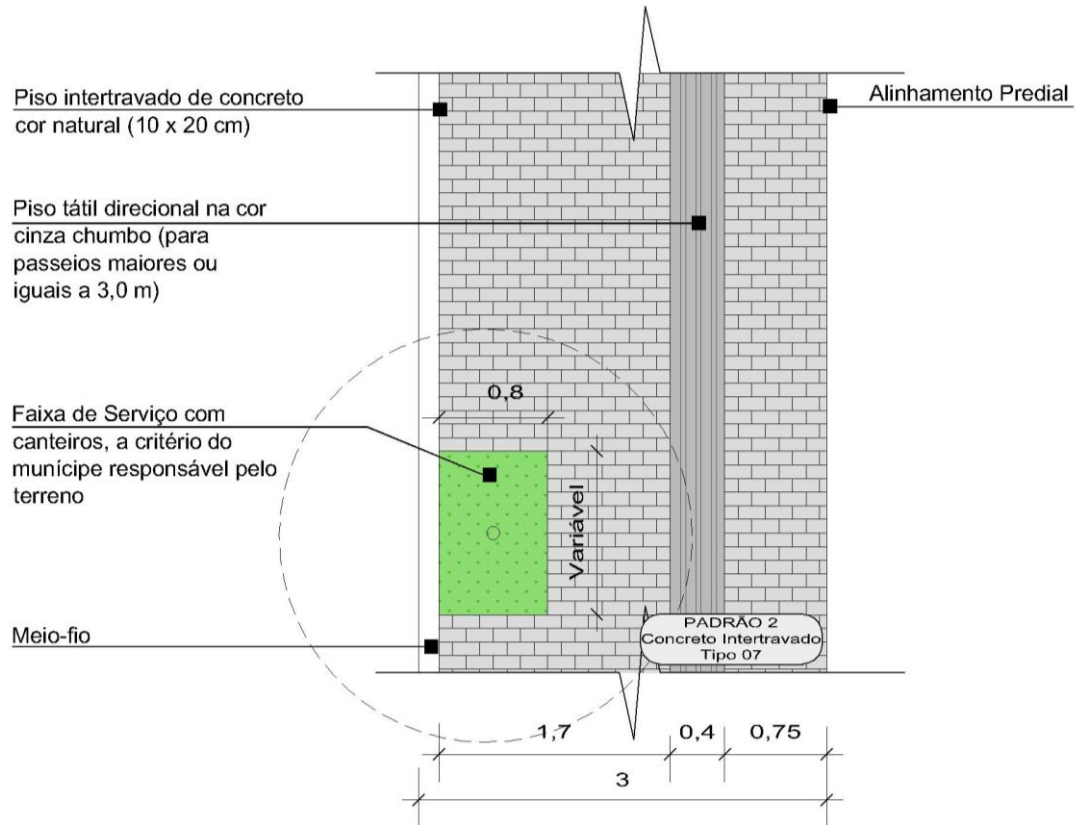 Piso intertravado de concreto
cor natural (10 x 20 cm)
Alinhamento Predial
Piso tátil direcional na cor
cinza chumbo (para
passeios maiores ou
iguais a 3,0 m)
0,8
Faixa de Serviço com
canteiros, a critério do
munícipe responsável pelo
terreno
Variável
Meio-fio
PADRÃO 2
Concreto Intertravado
Tipo 07
1,7
0,4
0,75
3